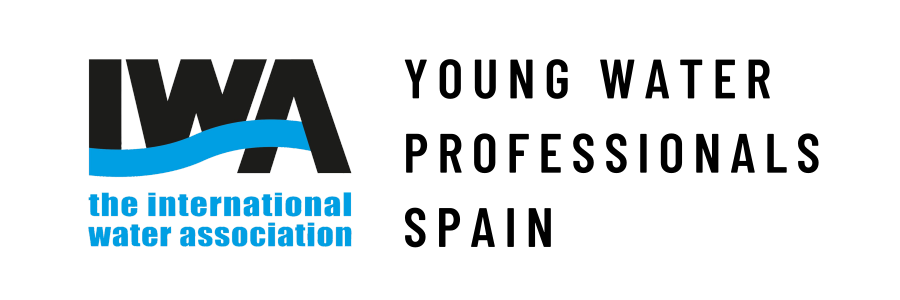 IWA
the international
water association
YOUNG WATER
PROFESSIONALS
SPAIN